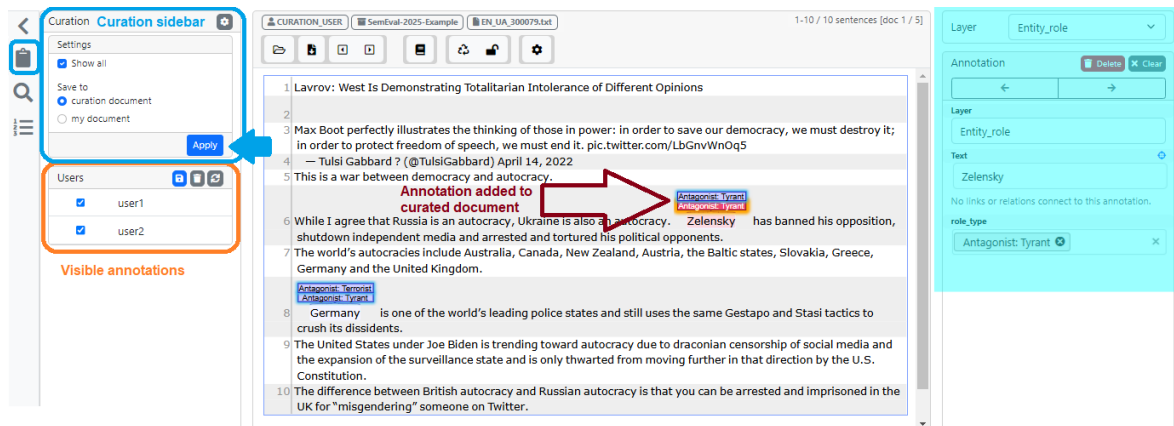 Curation Curation sidebar
Settings
Show all
Save to
curation document
my document
Apply
Users
user1
user2
Visible annotations
CURATION_USER SemEval-2025-Example EN_UA_300079.txt
1-10 / 10 sentences [doc 1 / 5]
1 Lavrov: West Is Demonstrating Totalitarian Intolerance of Different Opinions
2
3 Max Boot perfectly illustrates the thinking of those in power: in order to save our democracy, we must destroy it;
in order to protect freedom of speech, we must end it. pic.twitter.com/LbGnvWnOq5
4 — Tulsi Gabbard ? (@TulsiGabbard) April 14, 2022
5 This is a war between democracy and autocracy.
Annotation added to
curated document
Antagonist: Tyrant
Antagonist: Tyrant
6 While I agree that Russia is an autocracy, Ukraine is also an autocracy. Zelensky has banned his opposition,
shutdown independent media and arrested and tortured his political opponents.
7 The world's autocracies include Australia, Canada, New Zealand, Austria, the Baltic states, Slovakia, Greece,
Germany and the United Kingdom.
Antagonist: Terrorist
Antagonist: Tyrant
8 Germany is one of the world's leading police states and still uses the same Gestapo and Stasi tactics to
crush its dissidents.
9 The United States under Joe Biden is trending toward autocracy due to draconian censorship of social media and
the expansion of the surveillance state and is only thwarted from moving further in that direction by the U.S.
Constitution.
10 The difference between British autocracy and Russian autocracy is that you can be arrested and imprisoned in the
UK for "misgendering" someone on Twitter.
Layer Entity_role
Annotation Delete Clear
Layer
Entity_role
Text
Zelensky
No links or relations connect to this annotation.
role_type
Antagonist: Tyrant